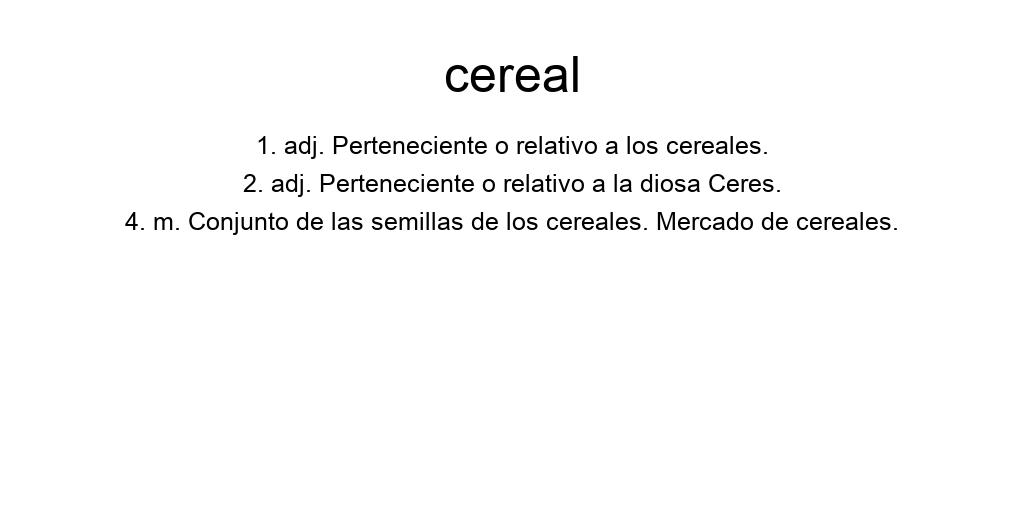 cereal
1. adj. Perteneciente o relativo a los cereales.
2. adj. Perteneciente o relativo a la diosa Ceres.
4. m. Conjunto de las semillas de los cereales. Mercado de cereales.